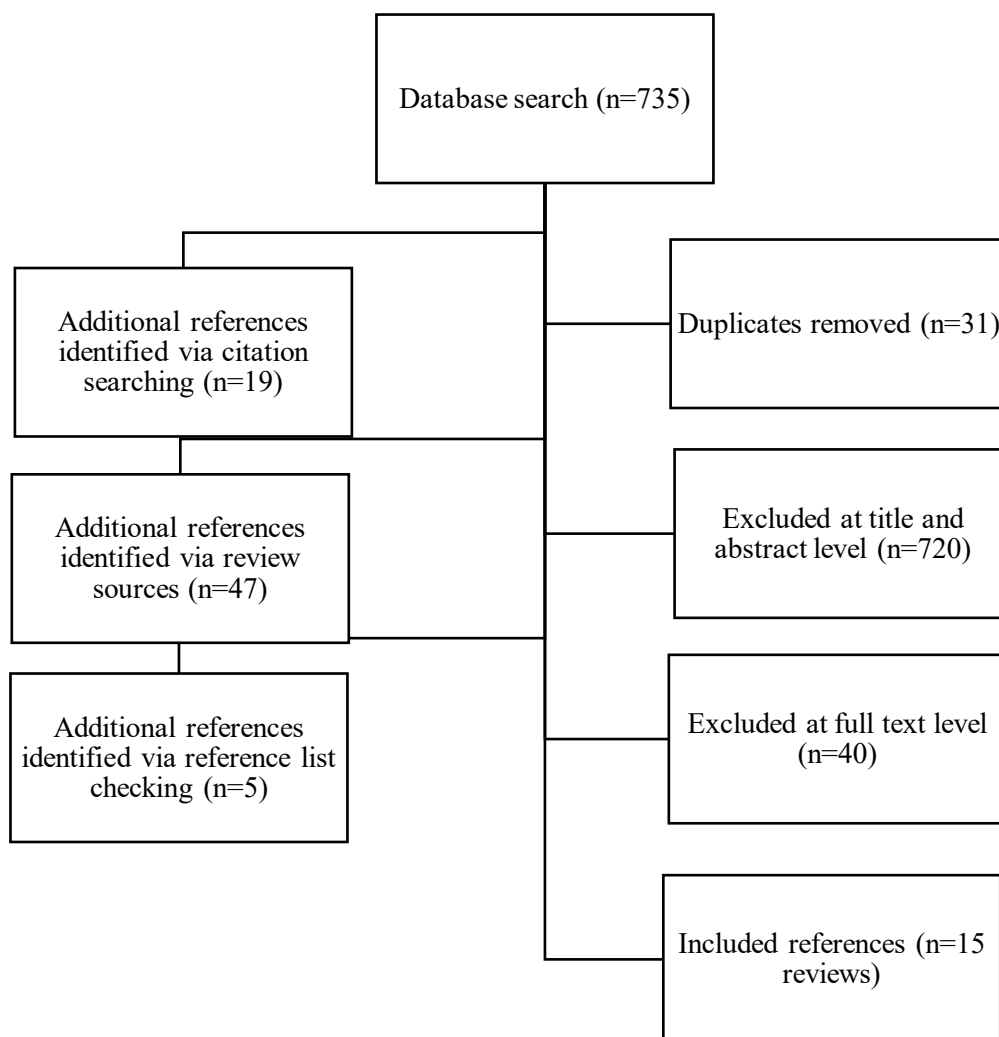 Database search (n=735)
Additional references
identified via citation
searching (n=19)
Duplicates removed (n=31)
Additional references
identified via review
sources (n=47)
Excluded at title and
abstract level (n=720)
Additional references
identified via reference list
checking (n=5)
Excluded at full text level
(n=40)
Included references (n=15
reviews)